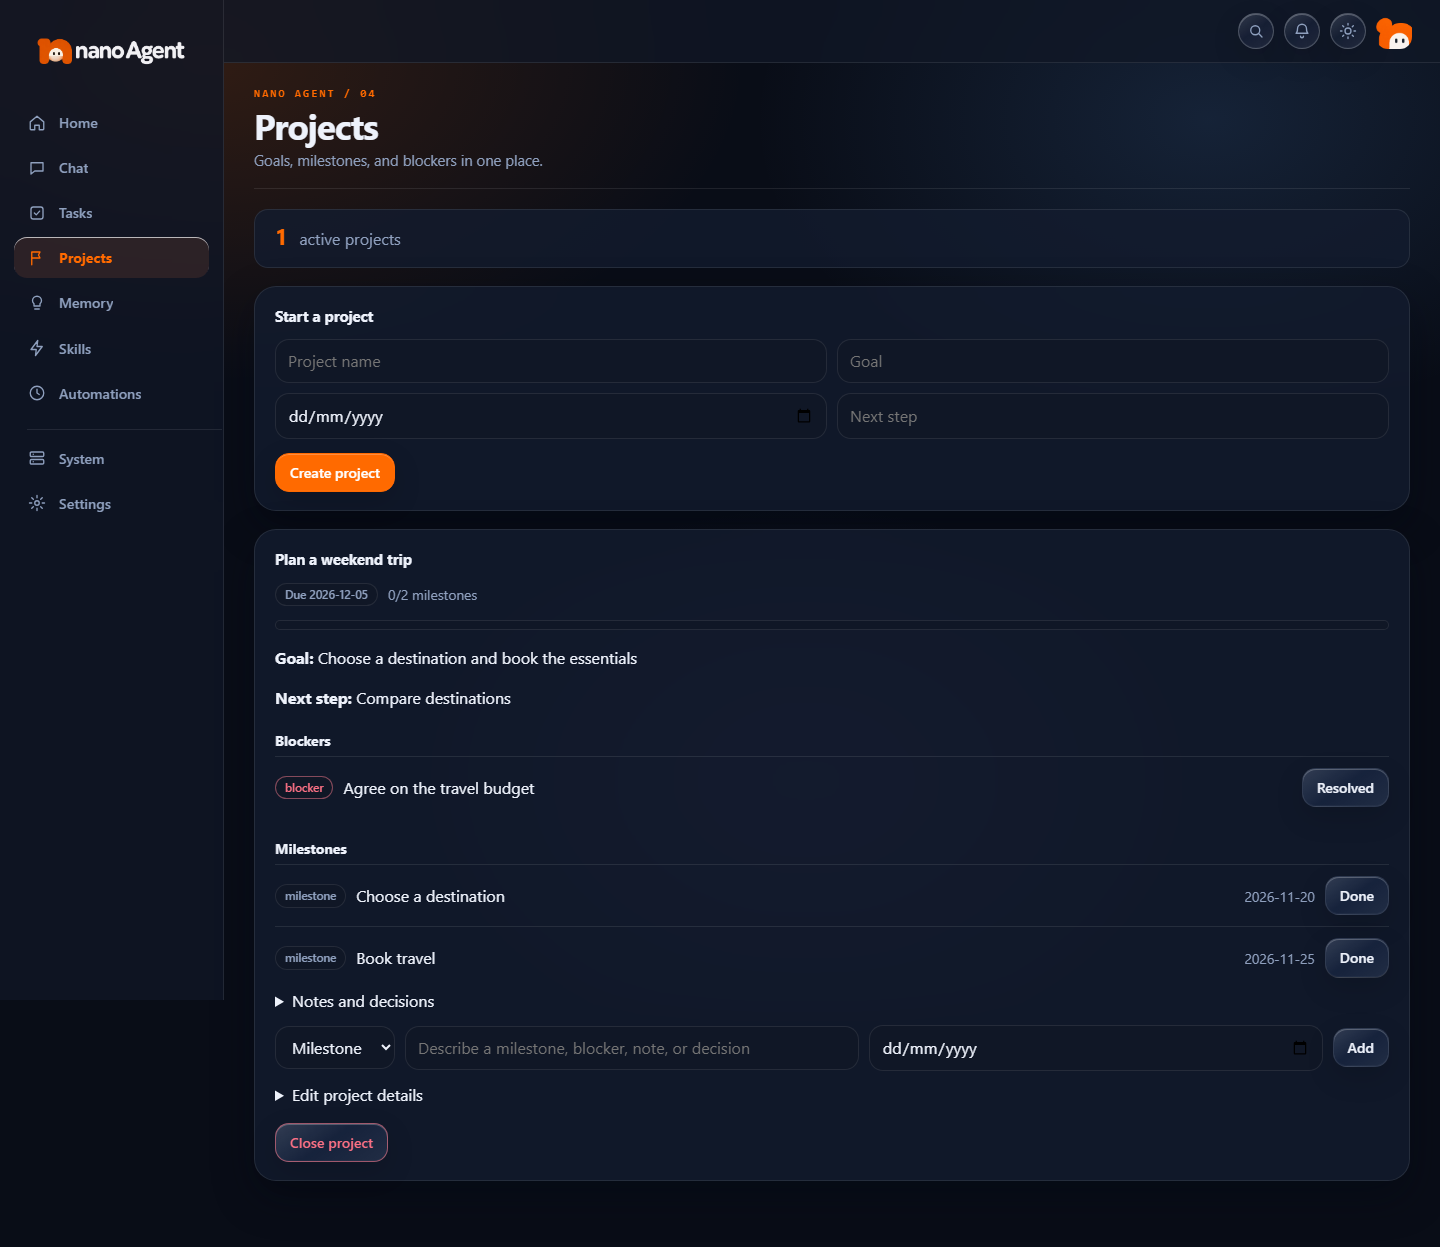 nanoAgent
Home
Chat
Tasks
Projects
Memory
Skills
Automations
System
Settings
NANO AGENT / 04
Projects
Goals, milestones, and blockers in one place.
1 active projects
Start a project
Project name
Goal
dd/mm/yyyy
Next step
Create project
Plan a weekend trip
Due 2026-12-05 0/2 milestones
Goal: Choose a destination and book the essentials
Next step: Compare destinations
Blockers
blocker Agree on the travel budget Resolved
Milestones
milestone Choose a destination 2026-11-20 Done
milestone Book travel 2026-11-25 Done
Notes and decisions
Milestone Describe a milestone, blocker, note, or decision dd/mm/yyyy Add
Edit project details
Close project